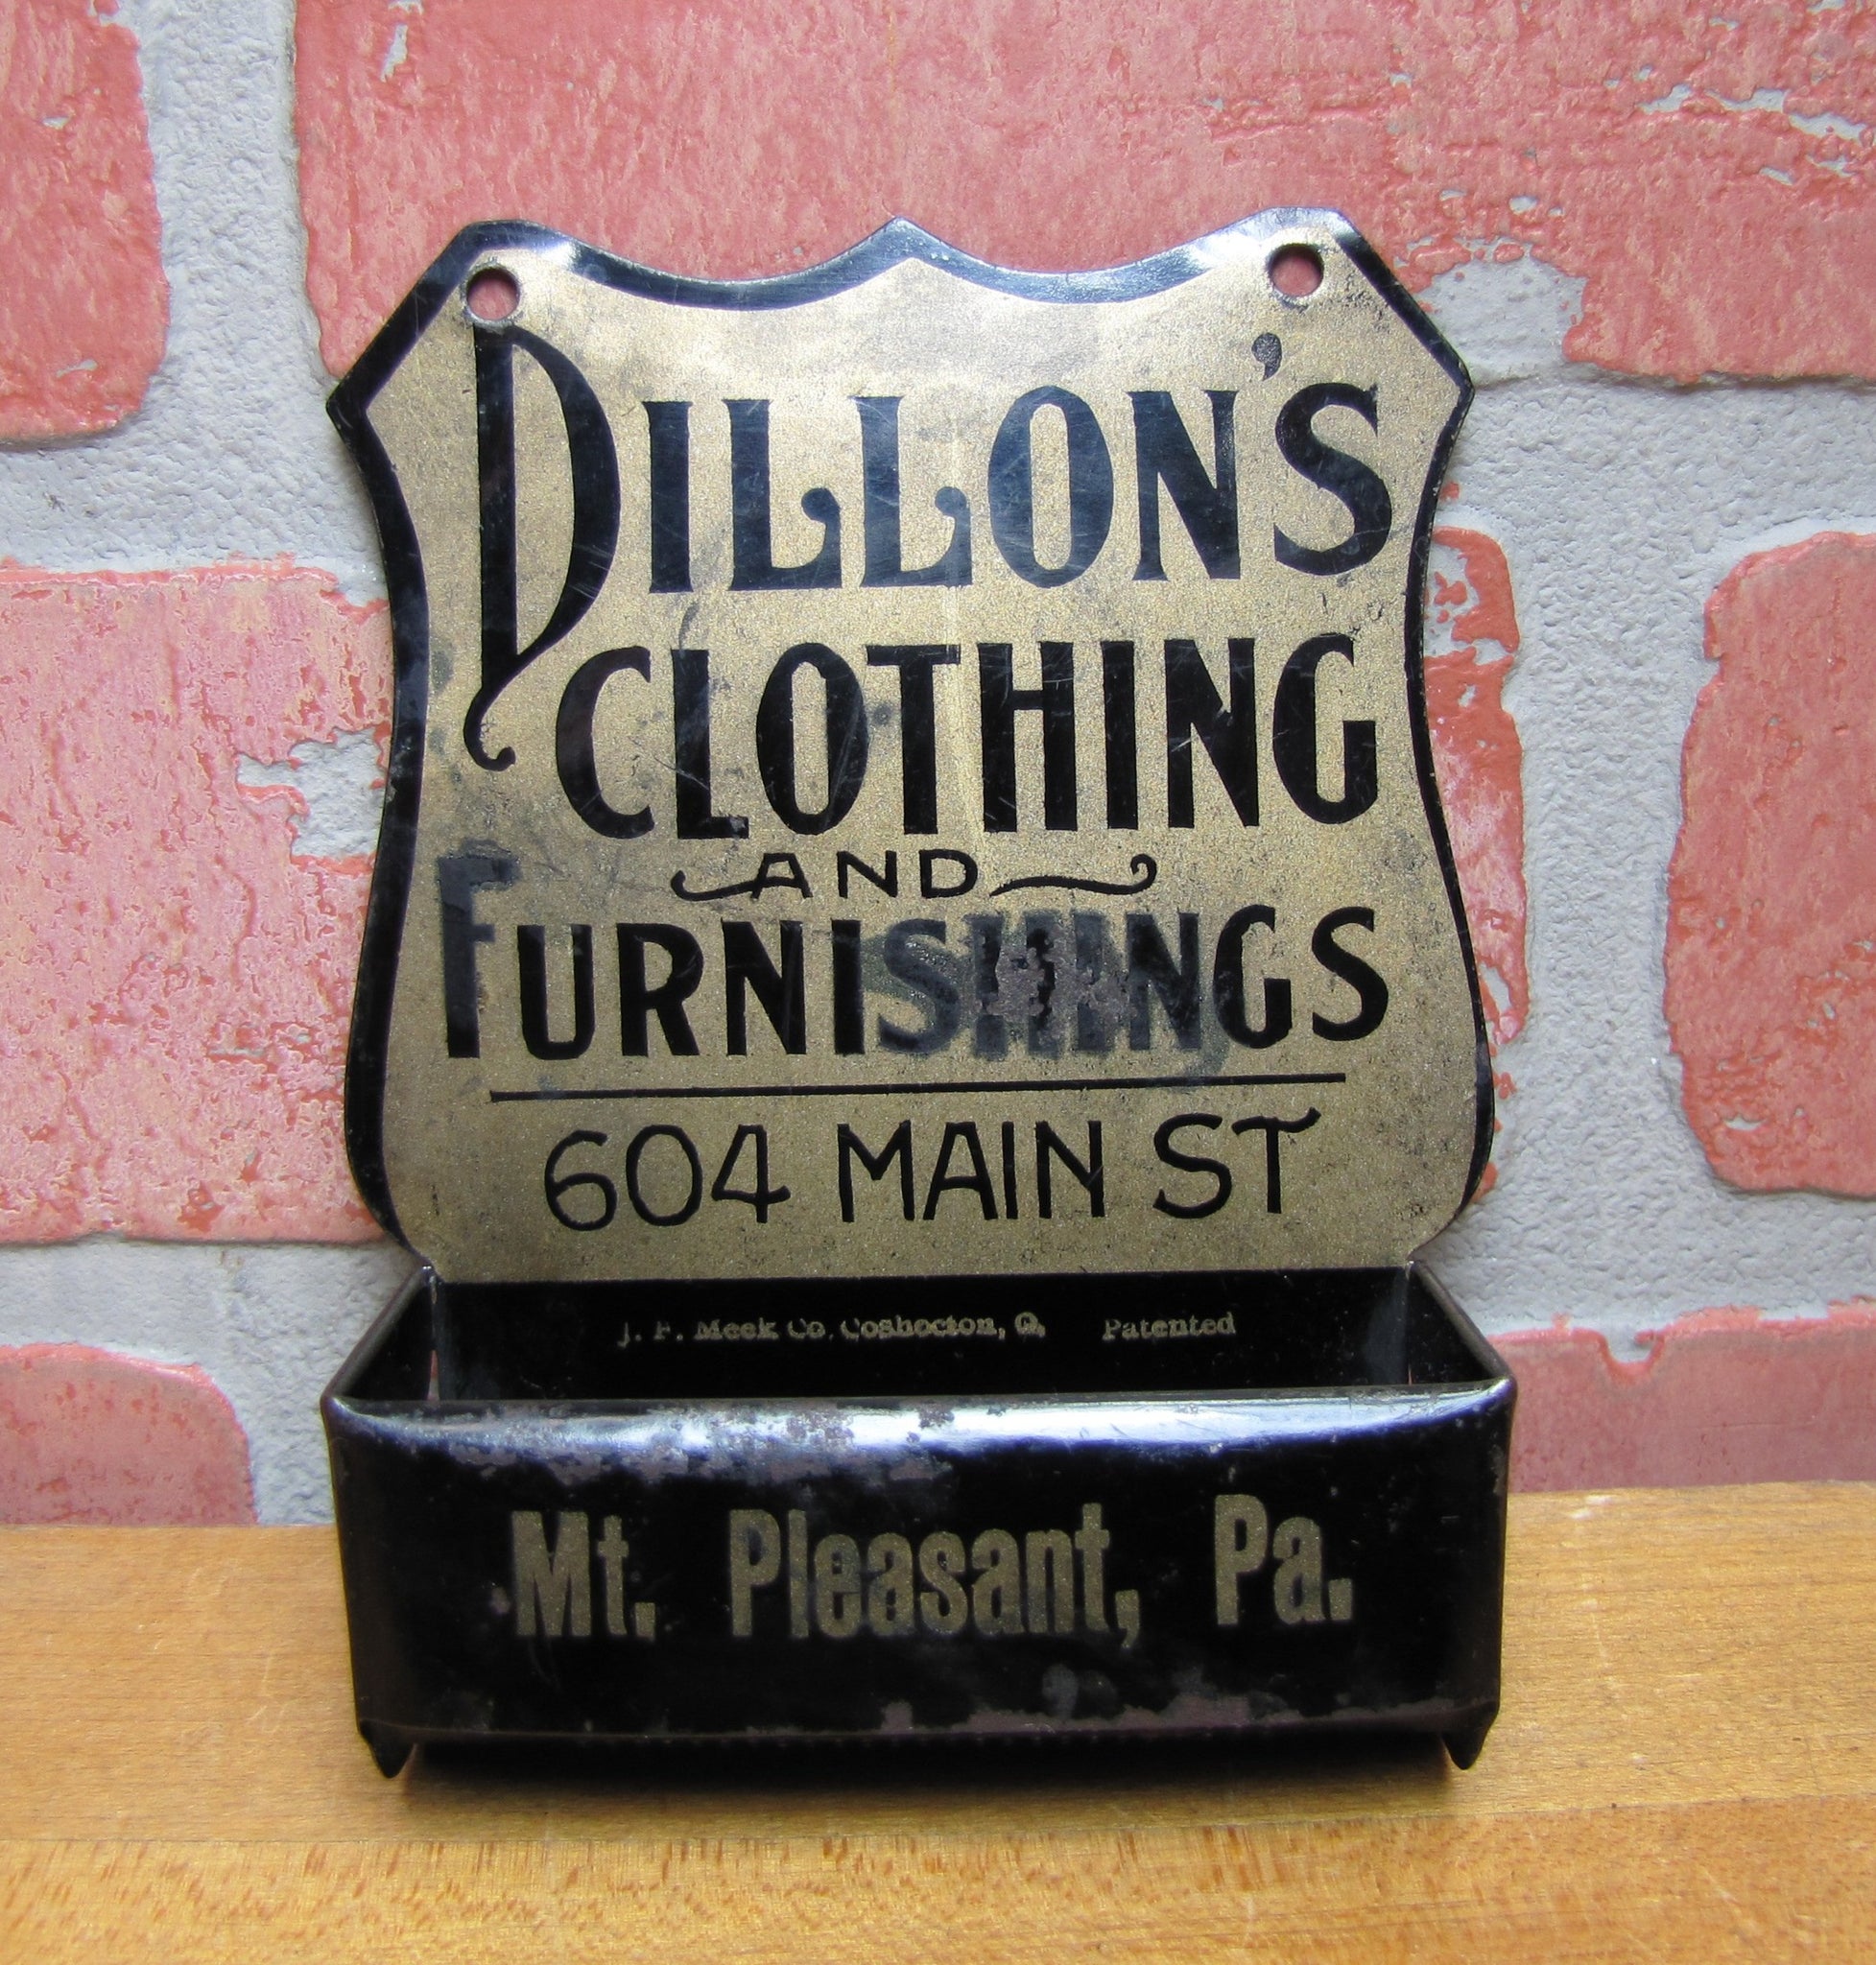 DILLON'S
CLOTHING
AND
FURNISHINGS
604 MAIN ST
J. F. Meek Co. Coshocton, O. Patented
Mt. Pleasant, Pa.